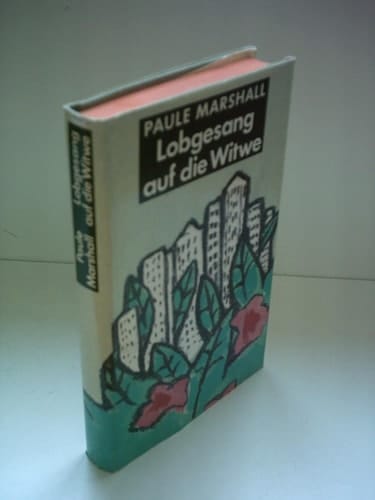 PAULE MARSHALL
Lobgesang
auf die Witwe
Paule Lobgesang
Marshall auf die Witwe